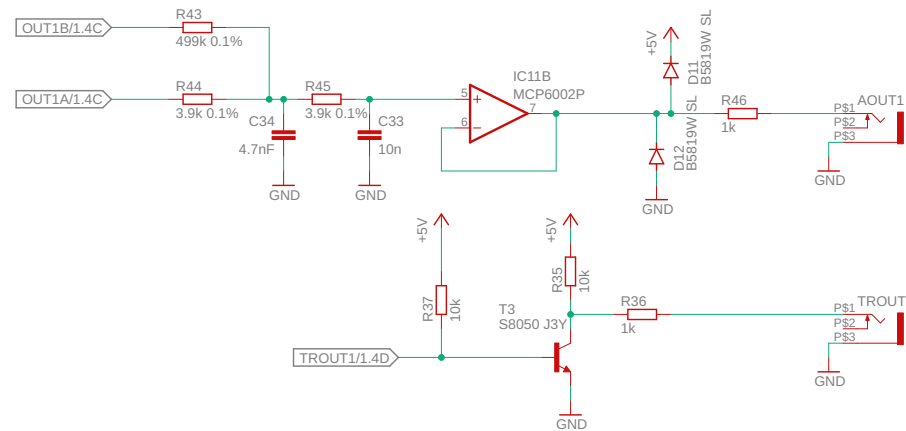 OUT1B/1.4C
R43
499k 0.1%
OUT1A/1.4C
R44
3.9k 0.1%
R45
3.9k 0.1%
C34
4.7nF
GND
C33
10n
GND
IC11B
MCP6002P
5
6
7
+5V
D11
B5819W SL
D12
B5819W SL
GND
R46
1k
AOUT1
P$1
P$2
P$3
GND
+5V
R37
10k
TROUT1/1.4D
+5V
R35
10k
T3
S8050 J3Y
GND
R36
1k
TROUT
P$1
P$2
P$3
GND